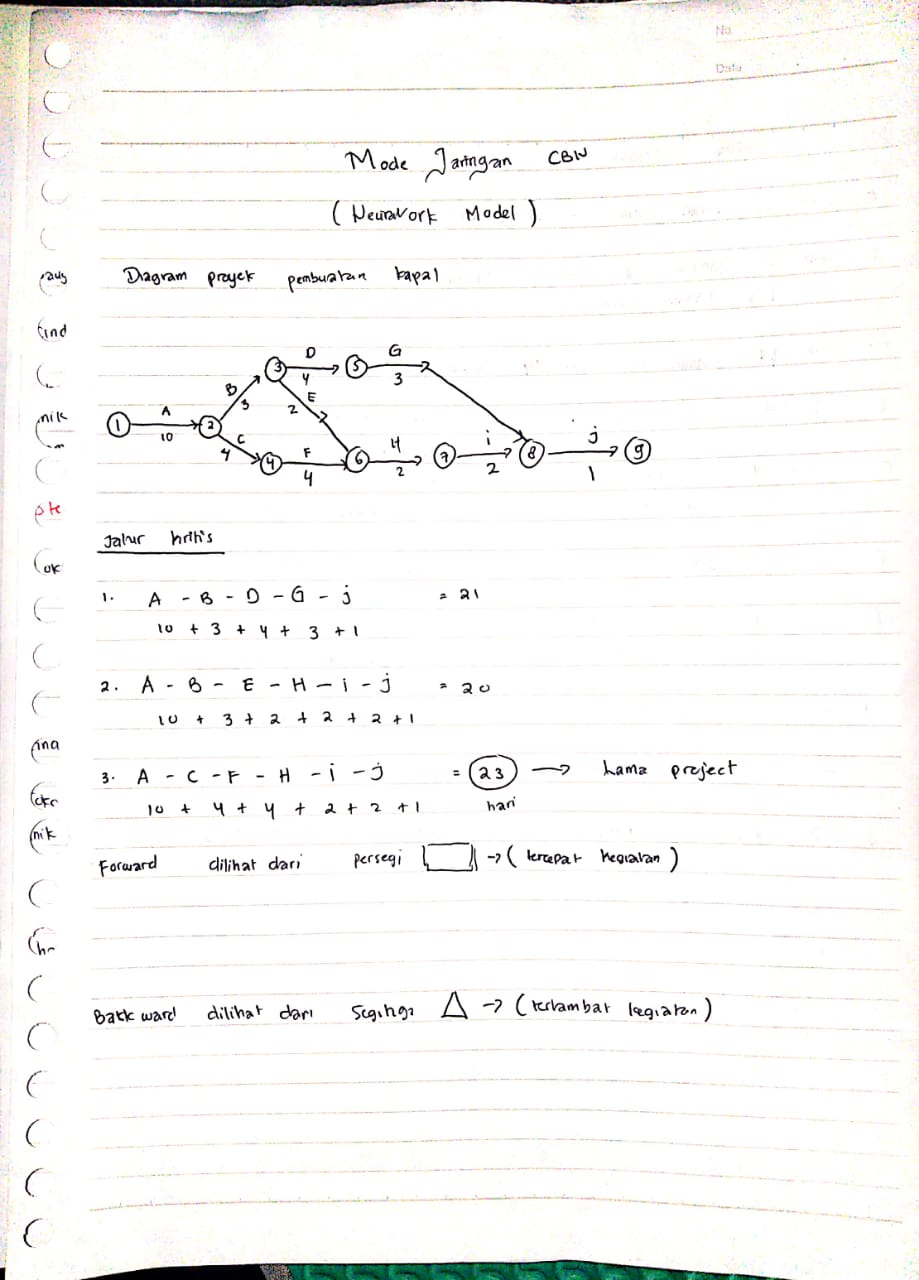 No.
Date
Mode Jaringan CBW
(Neurwork Model)
Diagram proyek pembuatan kapal
D G
3 5
B 4 3
3 E
A 2 i j
1 2 C F H
10 4 4 6 7 8 9
4 2 2 1
Jalur kritis
1. A - B - D - G - j = 21
10 + 3 + 4 + 3 + 1
2. A - B - E - H - i - j = 20
10 + 3 + 2 + 2 + 2 + 1
3. A - C - F - H - i - j = 23 → Lama project
10 + 4 + 4 + 2 + 2 + 1 hari
Forward dilihat dari persegi → (tercepat kegiatan)
Backward dilihat dari Segitiga △ → (terlambat kegiatan)